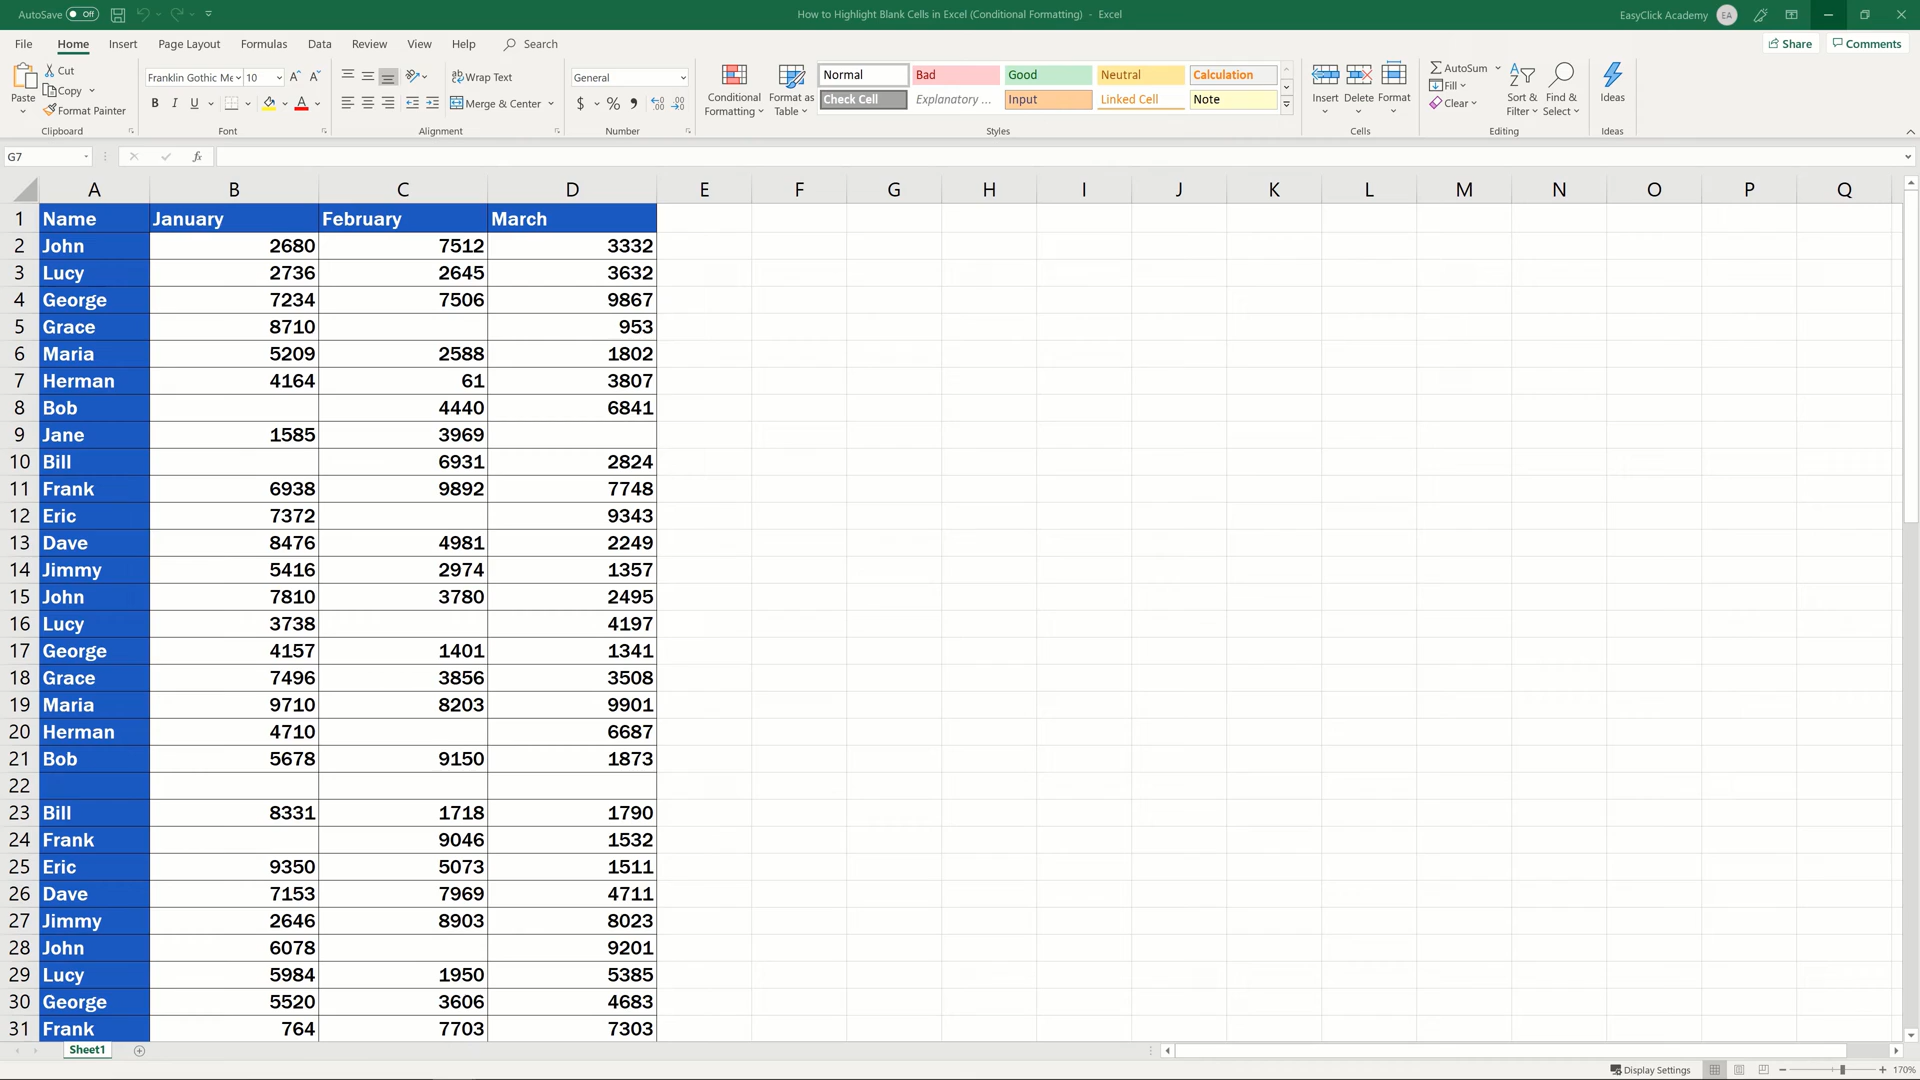 AutoSave Off How to Highlight Blank Cells in Excel (Conditional Formatting) - Excel EasyClick Academy EA
File Home Insert Page Layout Formulas Data Review View Help Search Share Comments
Paste Cut Copy Format Painter Clipboard
Franklin Gothic Me 10 B I U Font
Wrap Text Merge & Center Alignment
General $ % Number
Conditional Formatting Format as Table
Normal Bad Good Neutral Calculation
Check Cell Explanatory ... Input Linked Cell Note
Styles
Insert Delete Format Cells
AutoSum Fill Clear Sort & Filter Find & Select Editing
Ideas Ideas
G7 fx
A B C D E F G H I J K L M N O P Q
1 Name January February March
2 John 2680 7512 3332
3 Lucy 2736 2645 3632
4 George 7234 7506 9867
5 Grace 8710 953
6 Maria 5209 2588 1802
7 Herman 4164 61 3807
8 Bob 4440 6841
9 Jane 1585 3969
10 Bill 6931 2824
11 Frank 6938 9892 7748
12 Eric 7372 9343
13 Dave 8476 4981 2249
14 Jimmy 5416 2974 1357
15 John 7810 3780 2495
16 Lucy 3738 4197
17 George 4157 1401 1341
18 Grace 7496 3856 3508
19 Maria 9710 8203 9901
20 Herman 4710 6687
21 Bob 5678 9150 1873
22
23 Bill 8331 1718 1790
24 Frank 9046 1532
25 Eric 9350 5073 1511
26 Dave 7153 7969 4711
27 Jimmy 2646 8903 8023
28 John 6078 9201
29 Lucy 5984 1950 5385
30 George 5520 3606 4683
31 Frank 764 7703 7303
Sheet1
Display Settings 170%